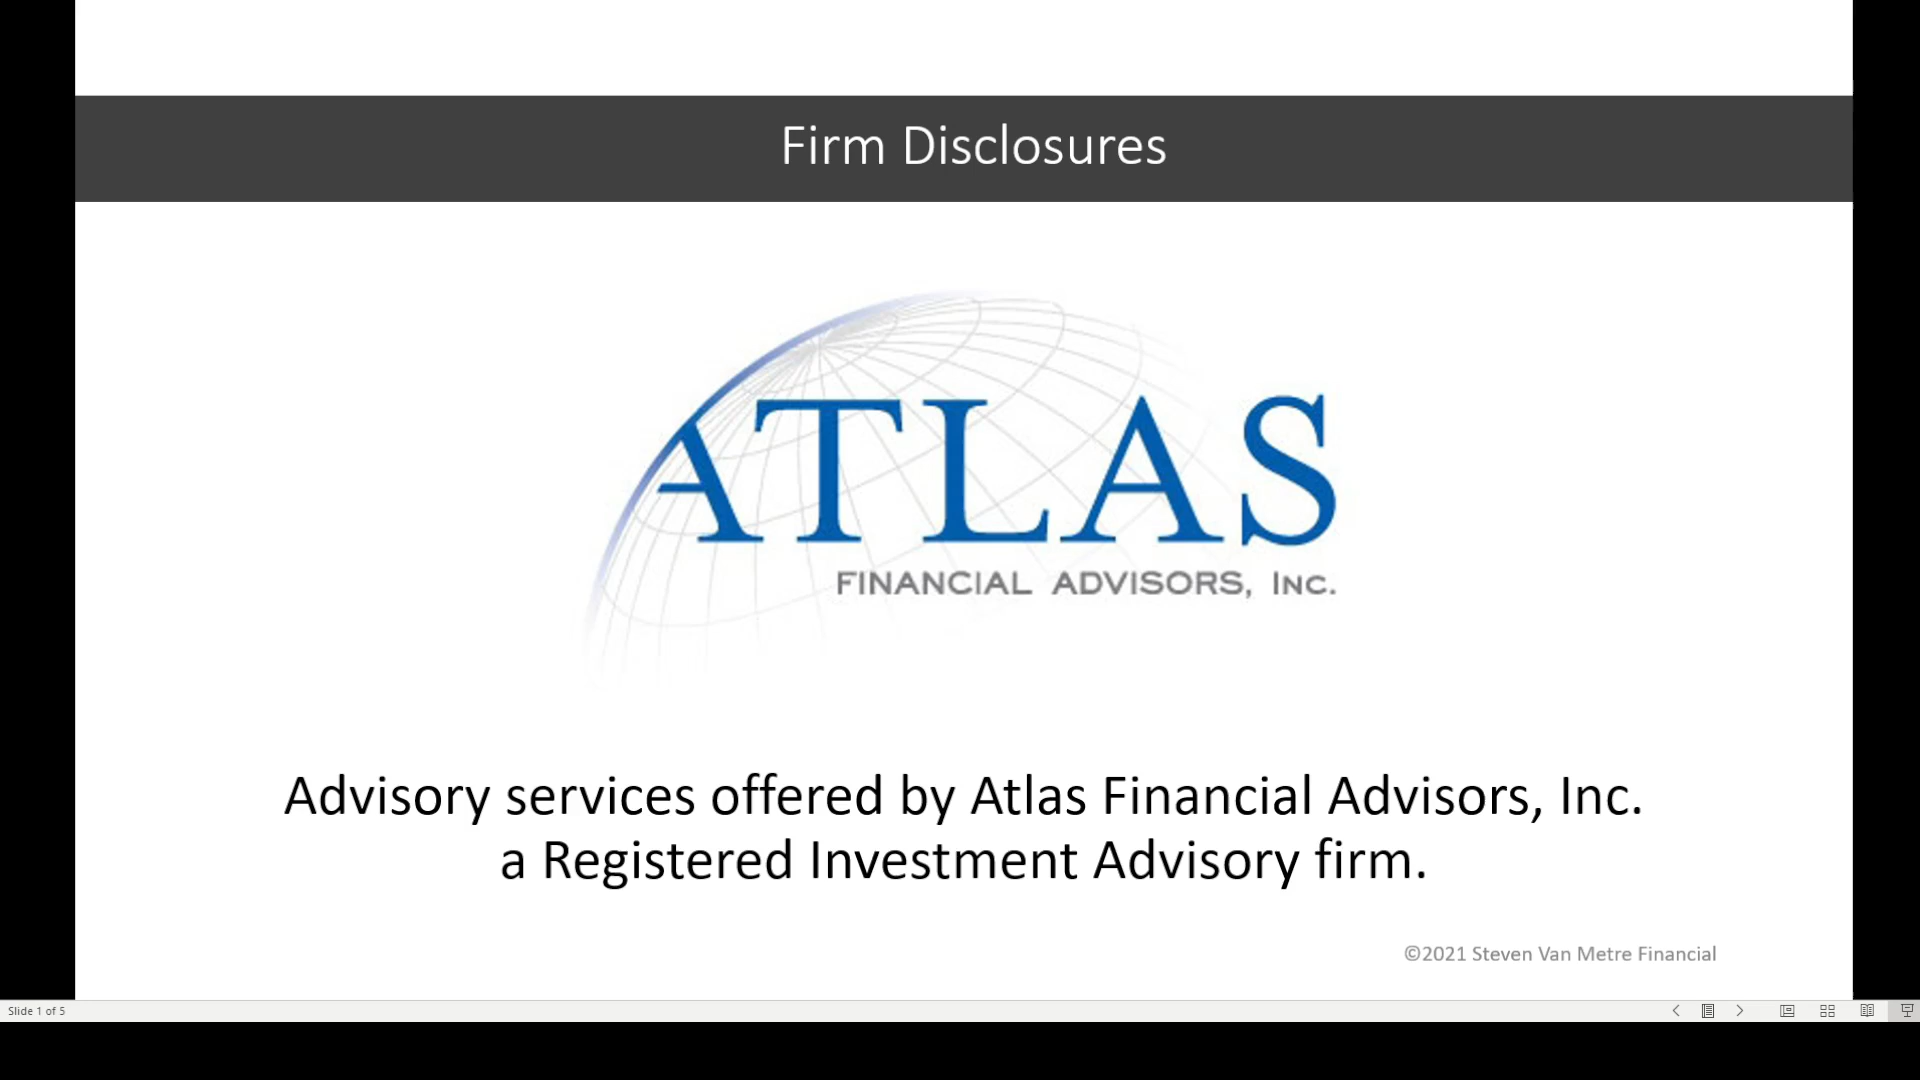 Firm Disclosures
ATLAS
FINANCIAL ADVISORS, INC.
Advisory services offered by Atlas Financial Advisors, Inc.
a Registered Investment Advisory firm.
©2021 Steven Van Metre Financial
Slide 1 of 5